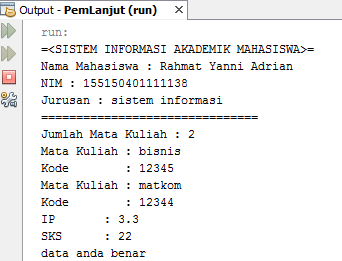 Output - PemLanjut (run)
run:
=<SISTEM INFORMASI AKADEMIK MAHASISWA>=
Nama Mahasiswa : Rahmat Yanni Adrian
NIM : 155150401111138
Jurusan : sistem informasi
===============================
Jumlah Mata Kuliah : 2
Mata Kuliah : bisnis
Kode        : 12345
Mata Kuliah : matkom
Kode        : 12344
IP       : 3.3
SKS      : 22
data anda benar